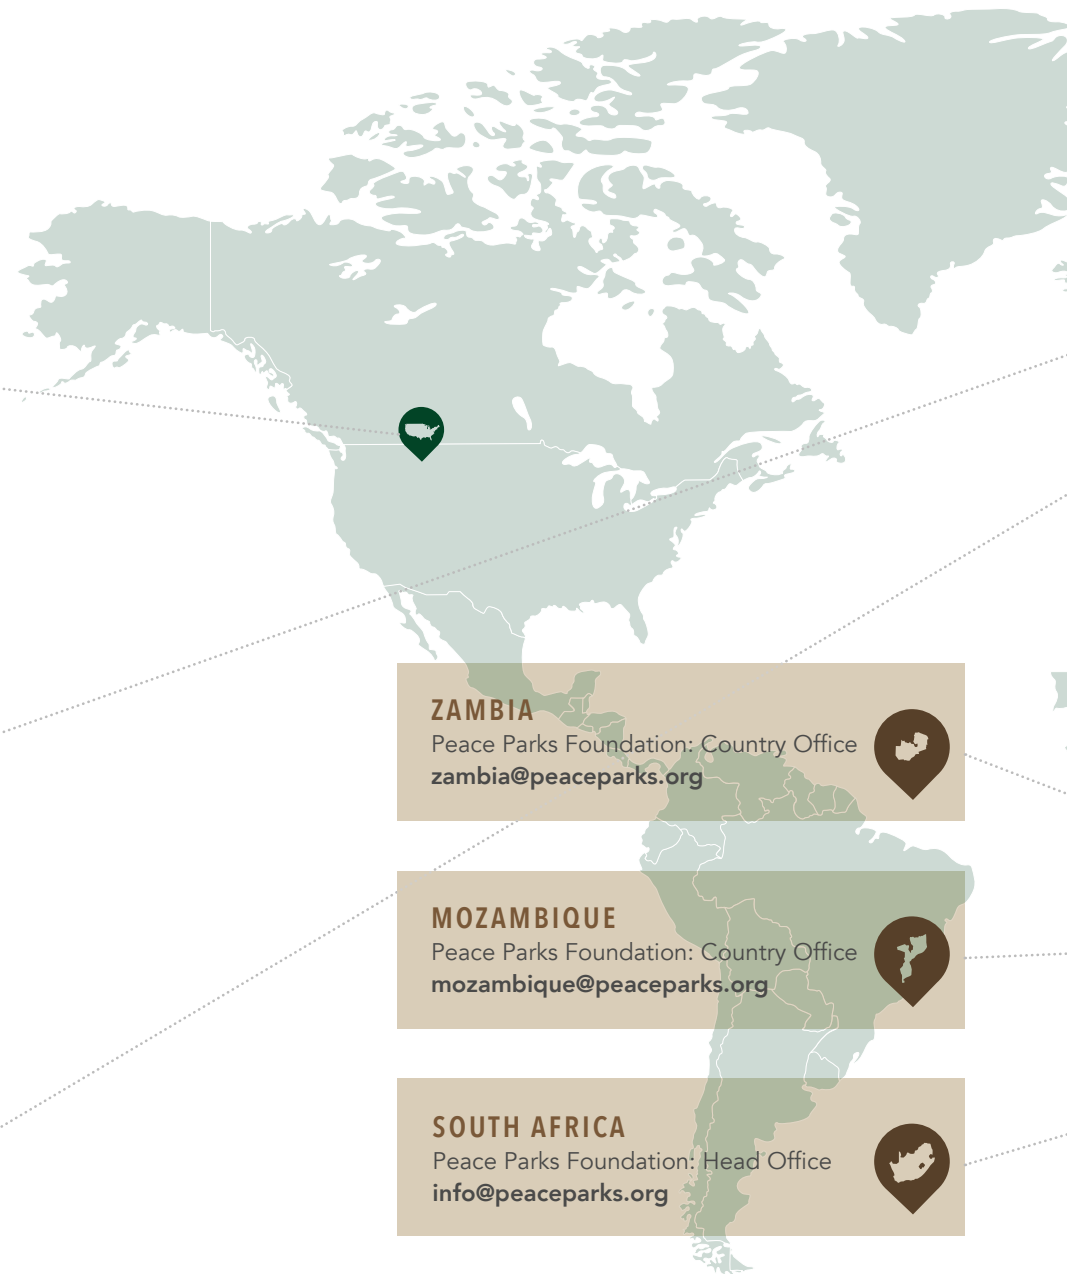 ZAMBIA
Peace Parks Foundation: Country Office
zambia@peaceparks.org
MOZAMBIQUE
Peace Parks Foundation: Country Office
mozambique@peaceparks.org
SOUTH AFRICA
Peace Parks Foundation: Head Office
info@peaceparks.org